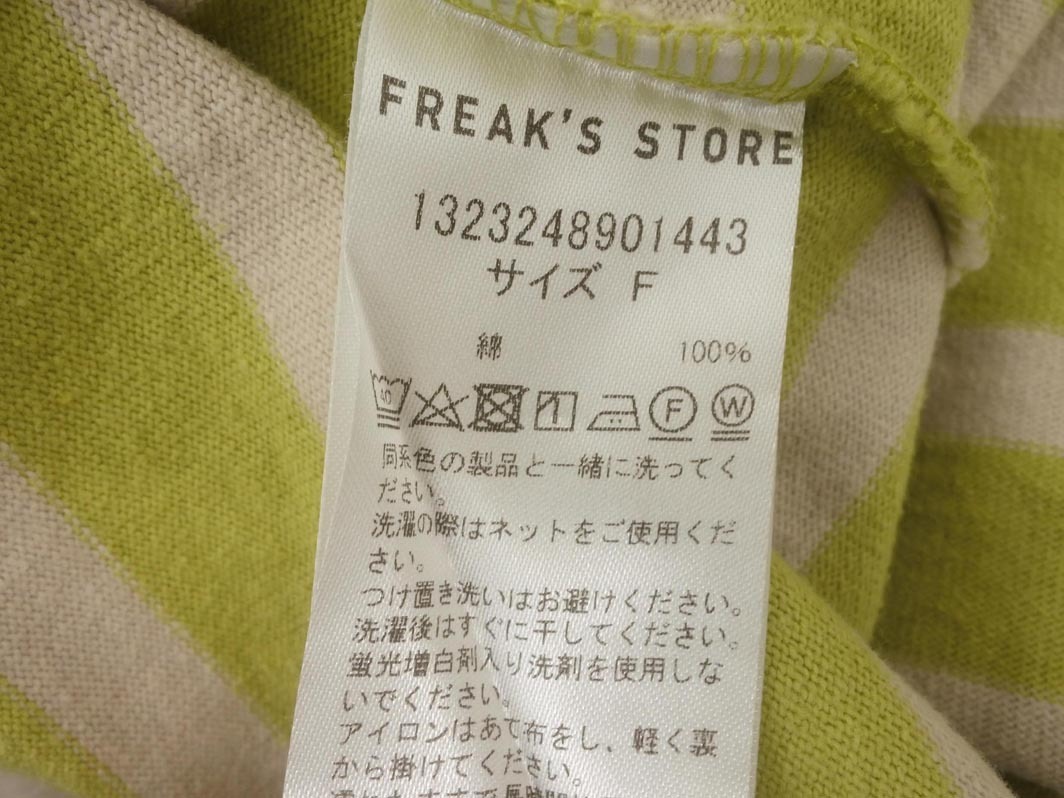 FREAK'S STORE
1323248901443
サイズ F
綿 100%
40 F W
同系色の製品と一緒に洗ってく
ださい。
洗濯の際はネットをご使用くだ
さい。
つけ置き洗いはお避けください。
洗濯後はすぐに干してください。
蛍光増白剤入り洗剤を使用しな
いでください。
アイロンはあて布をし、軽く裏
から掛けてください。